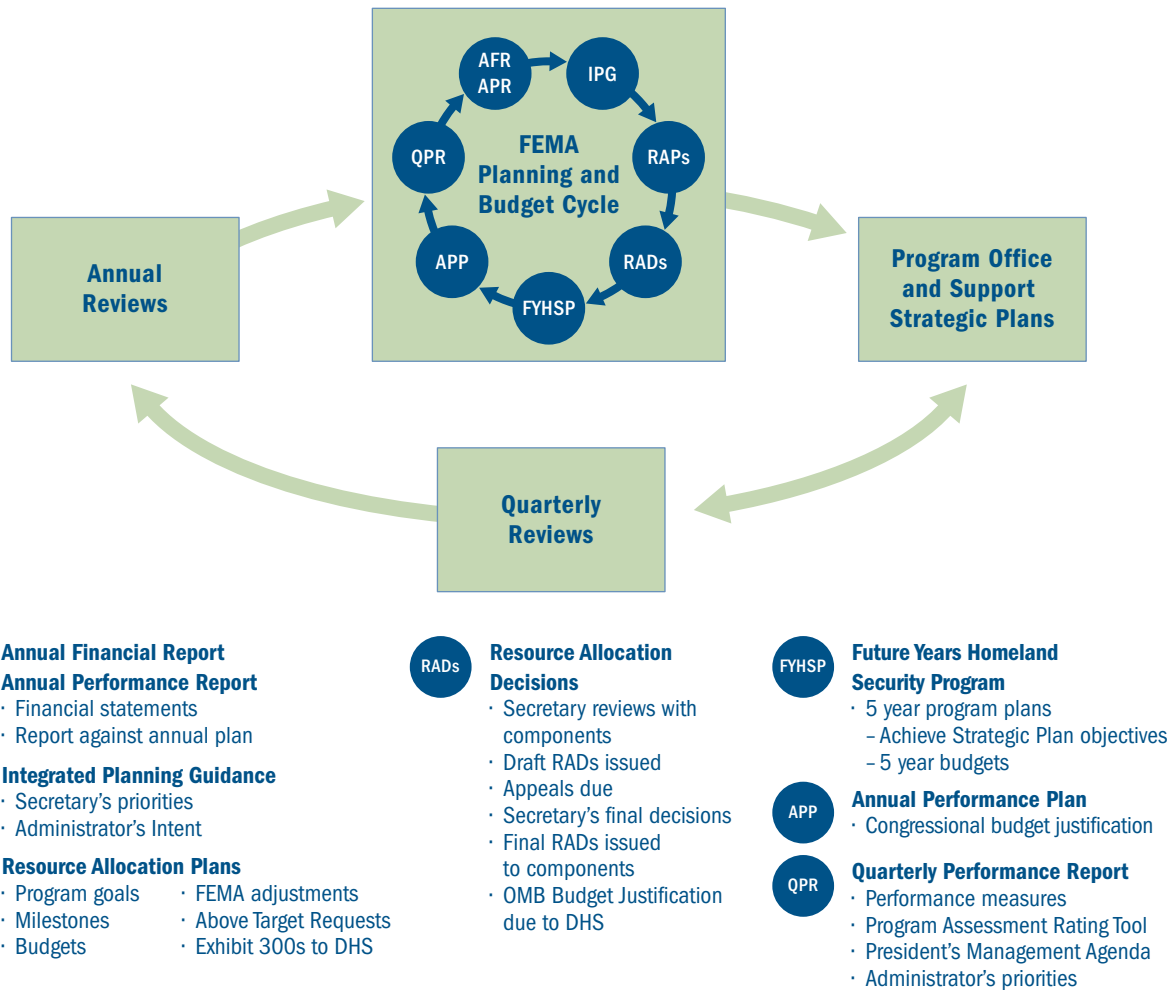 AFR
APR
IPG
QPR
RAPs
FEMA
Planning and
Budget Cycle
APP
RADs
FYHSP
Annual
Reviews
Program Office
and Support
Strategic Plans
Quarterly
Reviews
Annual Financial Report
Annual Performance Report
· Financial statements
· Report against annual plan
Integrated Planning Guidance
· Secretary's priorities
· Administrator's Intent
Resource Allocation Plans
· Program goals
· Milestones
· Budgets
· FEMA adjustments
· Above Target Requests
· Exhibit 300s to DHS
RADs
Resource Allocation
Decisions
· Secretary reviews with
components
· Draft RADs issued
· Appeals due
· Secretary's final decisions
· Final RADs issued
to components
· OMB Budget Justification
due to DHS
FYHSP
Future Years Homeland
Security Program
· 5 year program plans
– Achieve Strategic Plan objectives
– 5 year budgets
APP
Annual Performance Plan
· Congressional budget justification
QPR
Quarterly Performance Report
· Performance measures
· Program Assessment Rating Tool
· President's Management Agenda
· Administrator's priorities